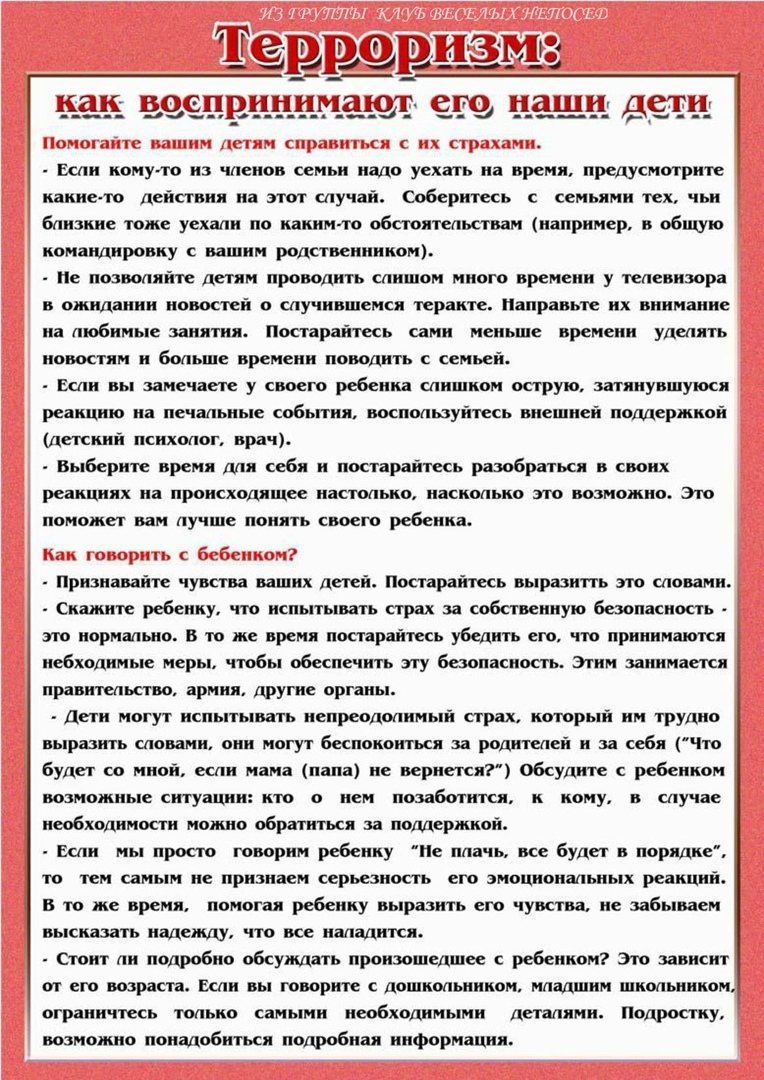 ИЗ ГРУППЫ КЛУБ ВЕСЕЛЫХ НЕПОСЕД
Терроризм:
как воспринимают его наши дети
Помогайте вашим детям справиться с их страхами.
- Если кому-то из членов семьи надо уехать на время, предусмотрите
какие-то действия на этот случай. Соберитесь с семьями тех, чьи
близкие тоже уехали по каким-то обстоятельствам (например, в общую
командировку с вашим родственником).
- Не позволяйте детям проводить слишом много времени у телевизора
в ожидании новостей о случившемся теракте. Направьте их внимание
на любимые занятия. Постарайтесь сами меньше времени уделять
новостям и больше времени поводить с семьей.
- Если вы замечаете у своего ребенка слишком острую, затянувшуюся
реакцию на печальные события, воспользуйтесь внешней поддержкой
(детский психолог, врач).
- Выберите время для себя и постарайтесь разобраться в своих
реакциях на происходящее настолько, насколько это возможно. Это
поможет вам лучше понять своего ребенка.
Как говорить с бебенком?
- Признавайте чувства ваших детей. Постарайтесь выразитть это словами.
- Скажите ребенку, что испытывать страх за собственную безопасность -
это нормально. В то же время постарайтесь убедить его, что принимаются
небходимые меры, чтобы обеспечить эту безопасность. Этим занимается
правительство, армия, другие органы.
- Дети могут испытывать непреодолимый страх, который им трудно
выразить словами, они могут беспокоиться за родителей и за себя ("Что
будет со мной, если мама (папа) не вернется?") Обсудите с ребенком
возможные ситуации: кто о нем позаботится, к кому, в случае
необходимости можно обратиться за поддержкой.
- Если мы просто говорим ребенку "Не плачь, все будет в порядке",
то тем самым не признаем серьезность его эмоциональных реакций.
В то же время, помогая ребенку выразить его чувства, не забываем
высказать надежду, что все наладится.
- Стоит ли подробно обсуждать произошедшее с ребенком? Это зависит
от его возраста. Если вы говорите с дошкольником, младшим школьником,
ограничтесь только самыми необходимыми деталями. Подростку,
возможно понадобиться подробная информация.